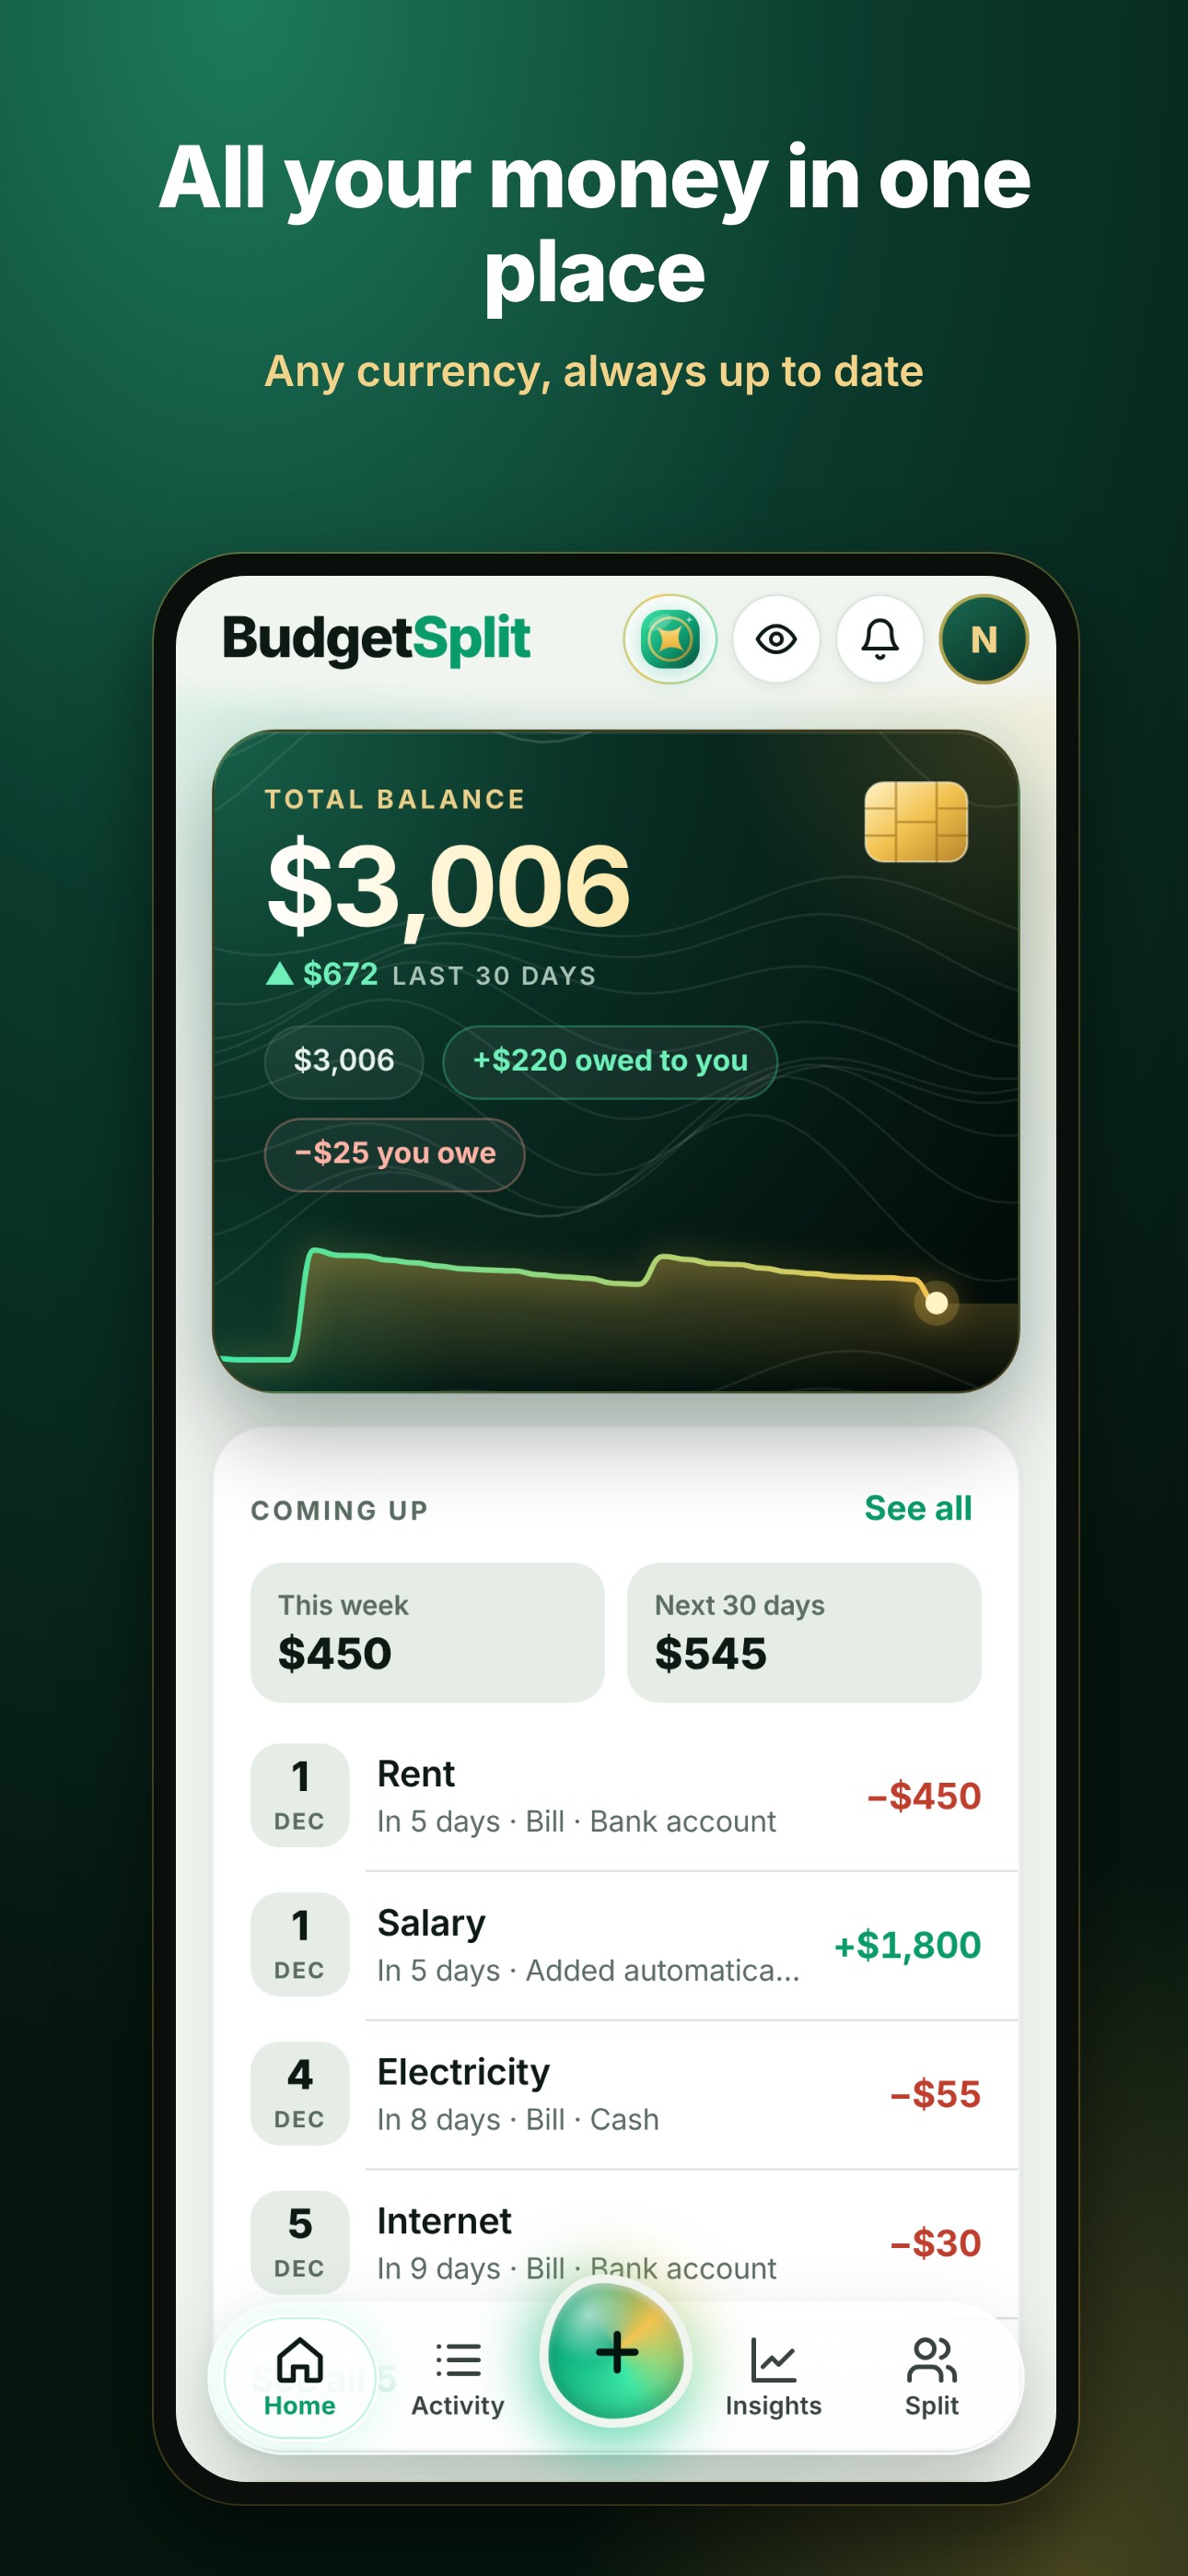 All your money in one
place
Any currency, always up to date
BudgetSplit
N
TOTAL BALANCE
$3,006
▲ $672 LAST 30 DAYS
$3,006
+$220 owed to you
−$25 you owe
COMING UP
See all
This week
$450
Next 30 days
$545
1
DEC
Rent
In 5 days · Bill · Bank account
−$450
1
DEC
Salary
In 5 days · Added automatica...
+$1,800
4
DEC
Electricity
In 8 days · Bill · Cash
−$55
5
DEC
Internet
In 9 days · Bill · Bank account
−$30
See all 5
Home
Activity
Insights
Split